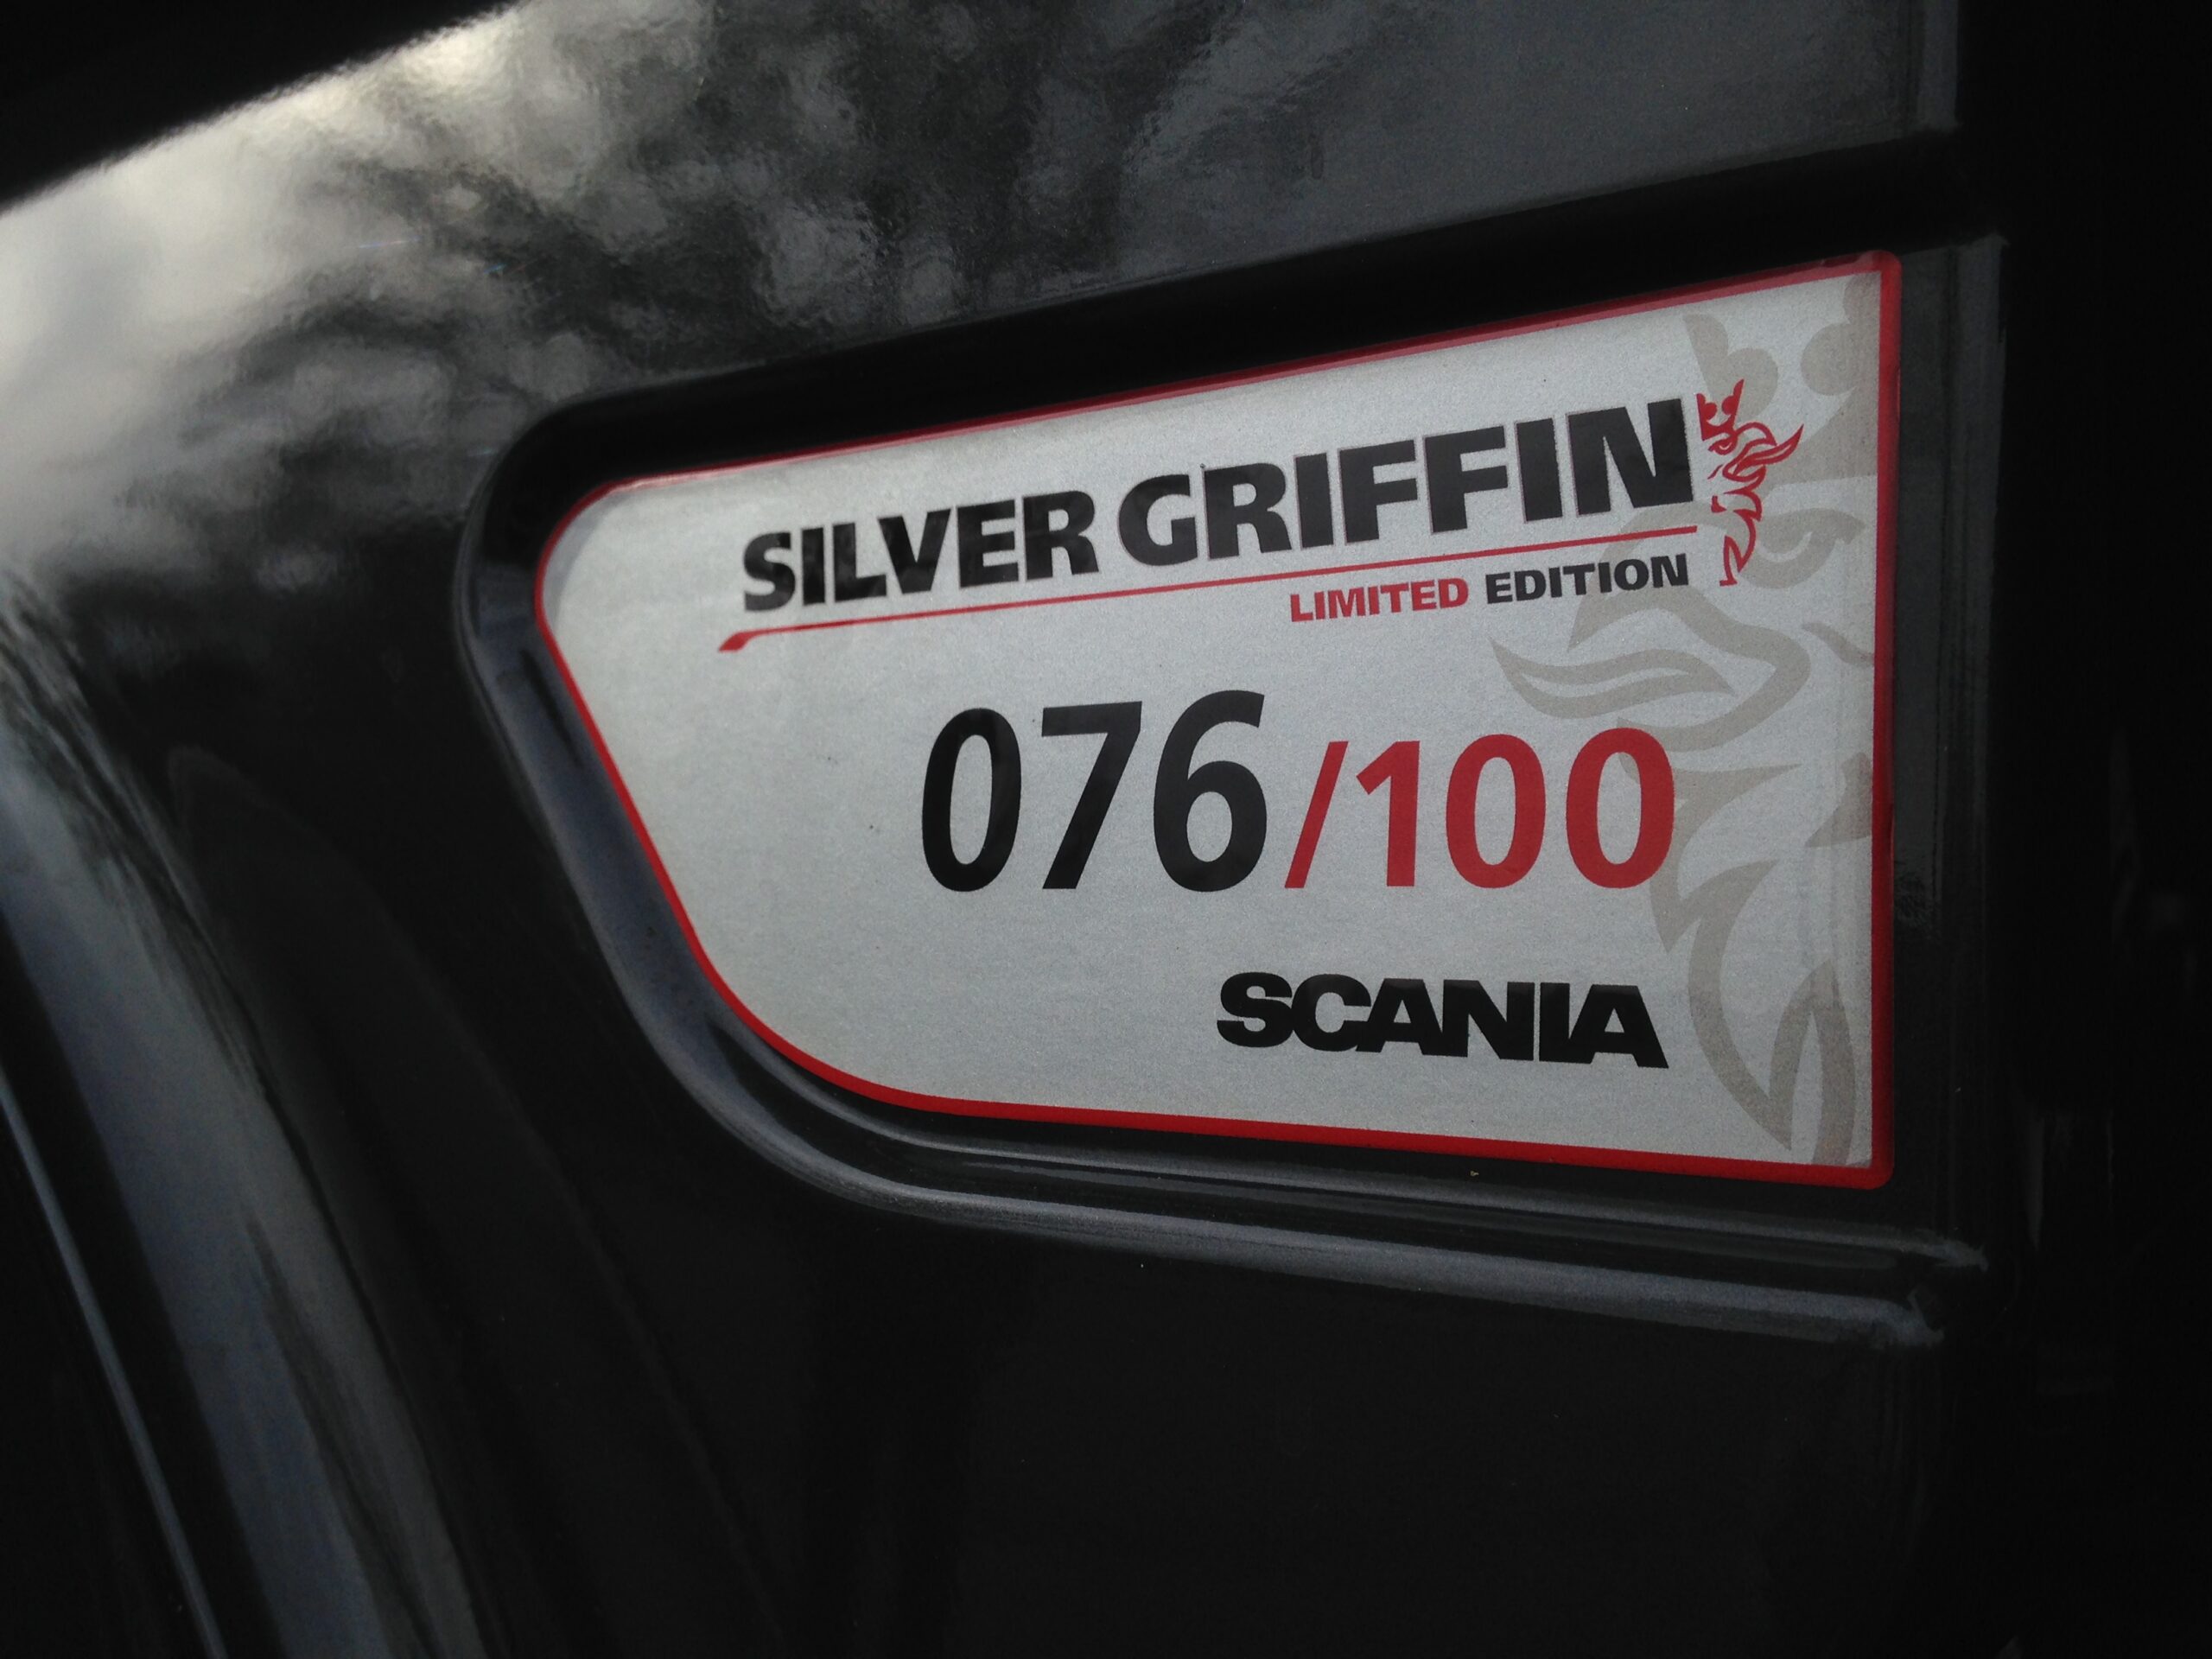 SILVER GRIFFIN
LIMITED EDITION
076/100
SCANIA